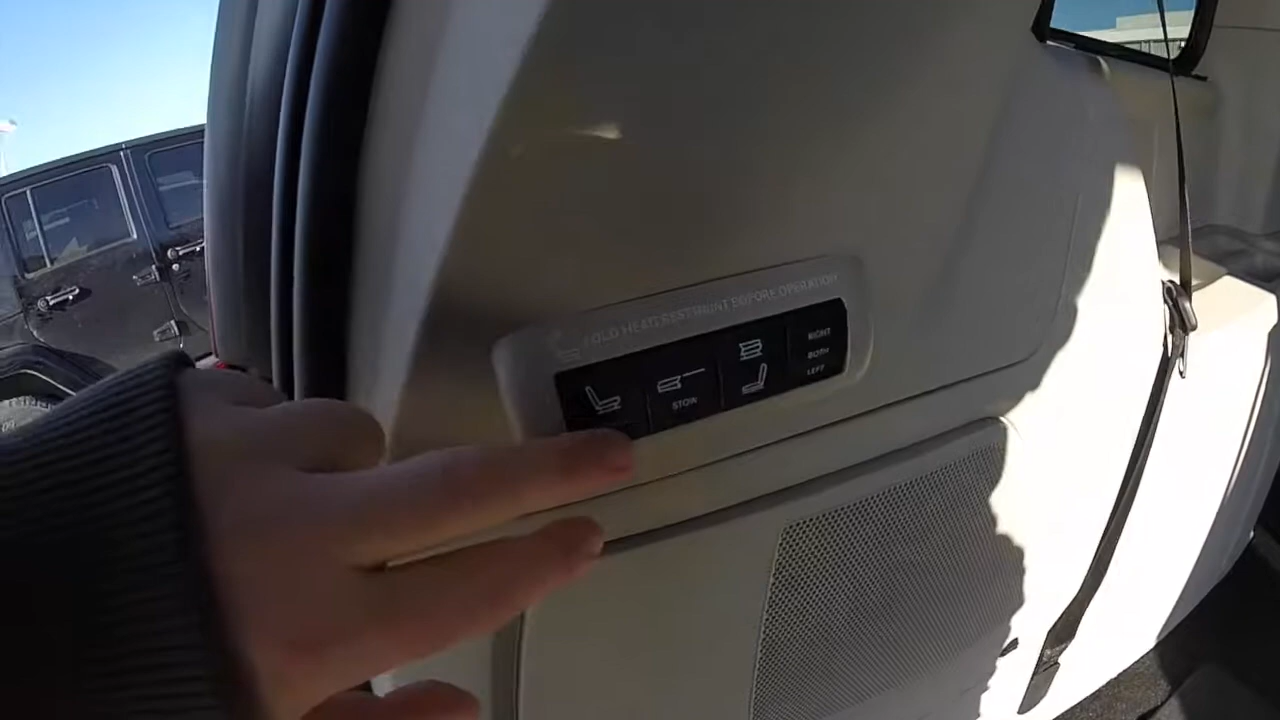 FOLD HEAD RESTRAINT BEFORE OPERATION
STOW
RIGHT
BOTH
LEFT